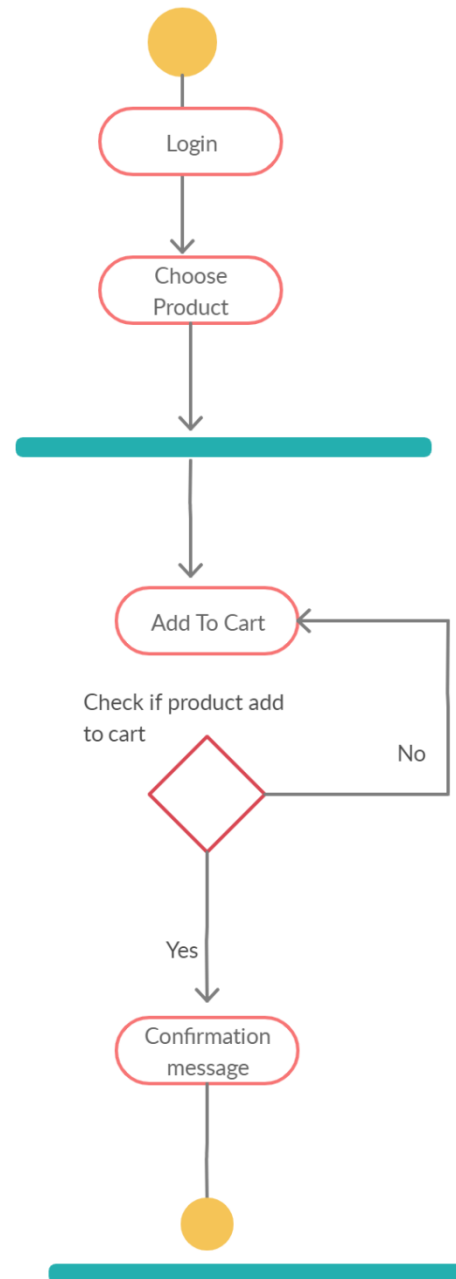 Login
Choose
Product
Add To Cart
Check if product add
to cart
No
Yes
Confirmation
message